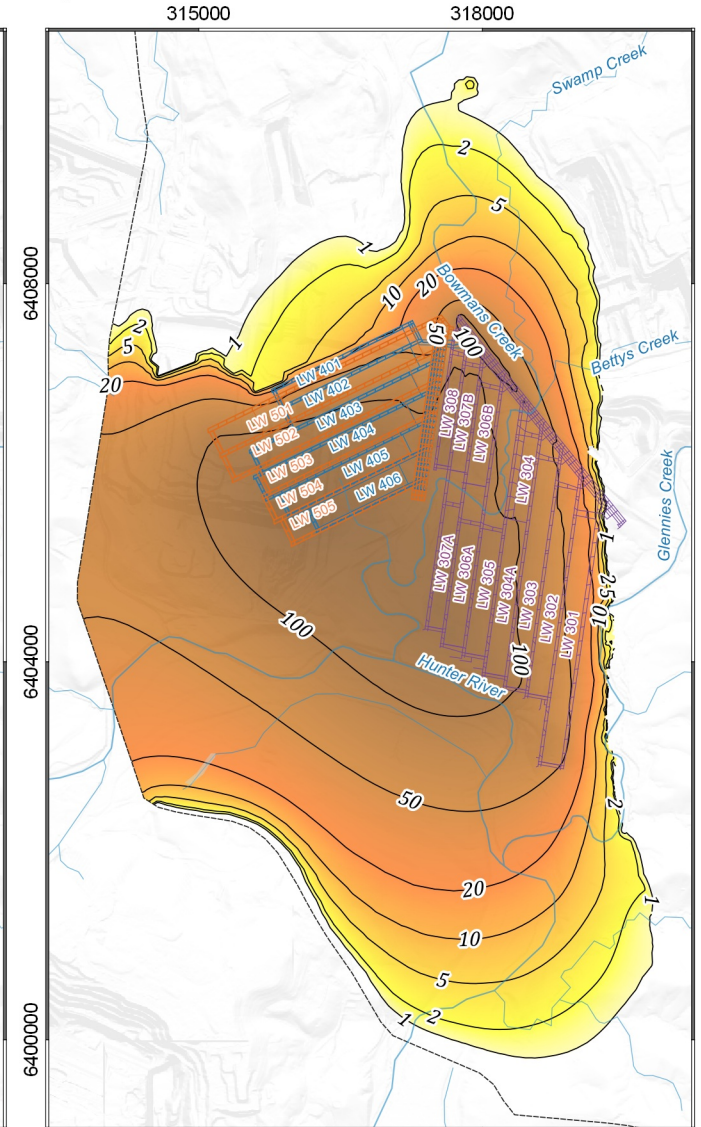 315000
318000
Swamp Creek
2
5
1
6408000
10
20
Bowmans Creek
2
5
1
50
100
Bettys Creek
20
LW 401
LW 402
LW 501
LW 403
LW 502
LW 404
LW 503
LW 405
LW 504
LW 406
LW 505
LW 308
LW 307B
LW 306B
LW 304
Glennies Creek
1
2
5
10
LW 307A
LW 306A
LW 305
LW 304A
LW 303
LW 302
LW 301
100
100
6404000
Hunter River
50
2
20
1
10
5
1
2
6400000